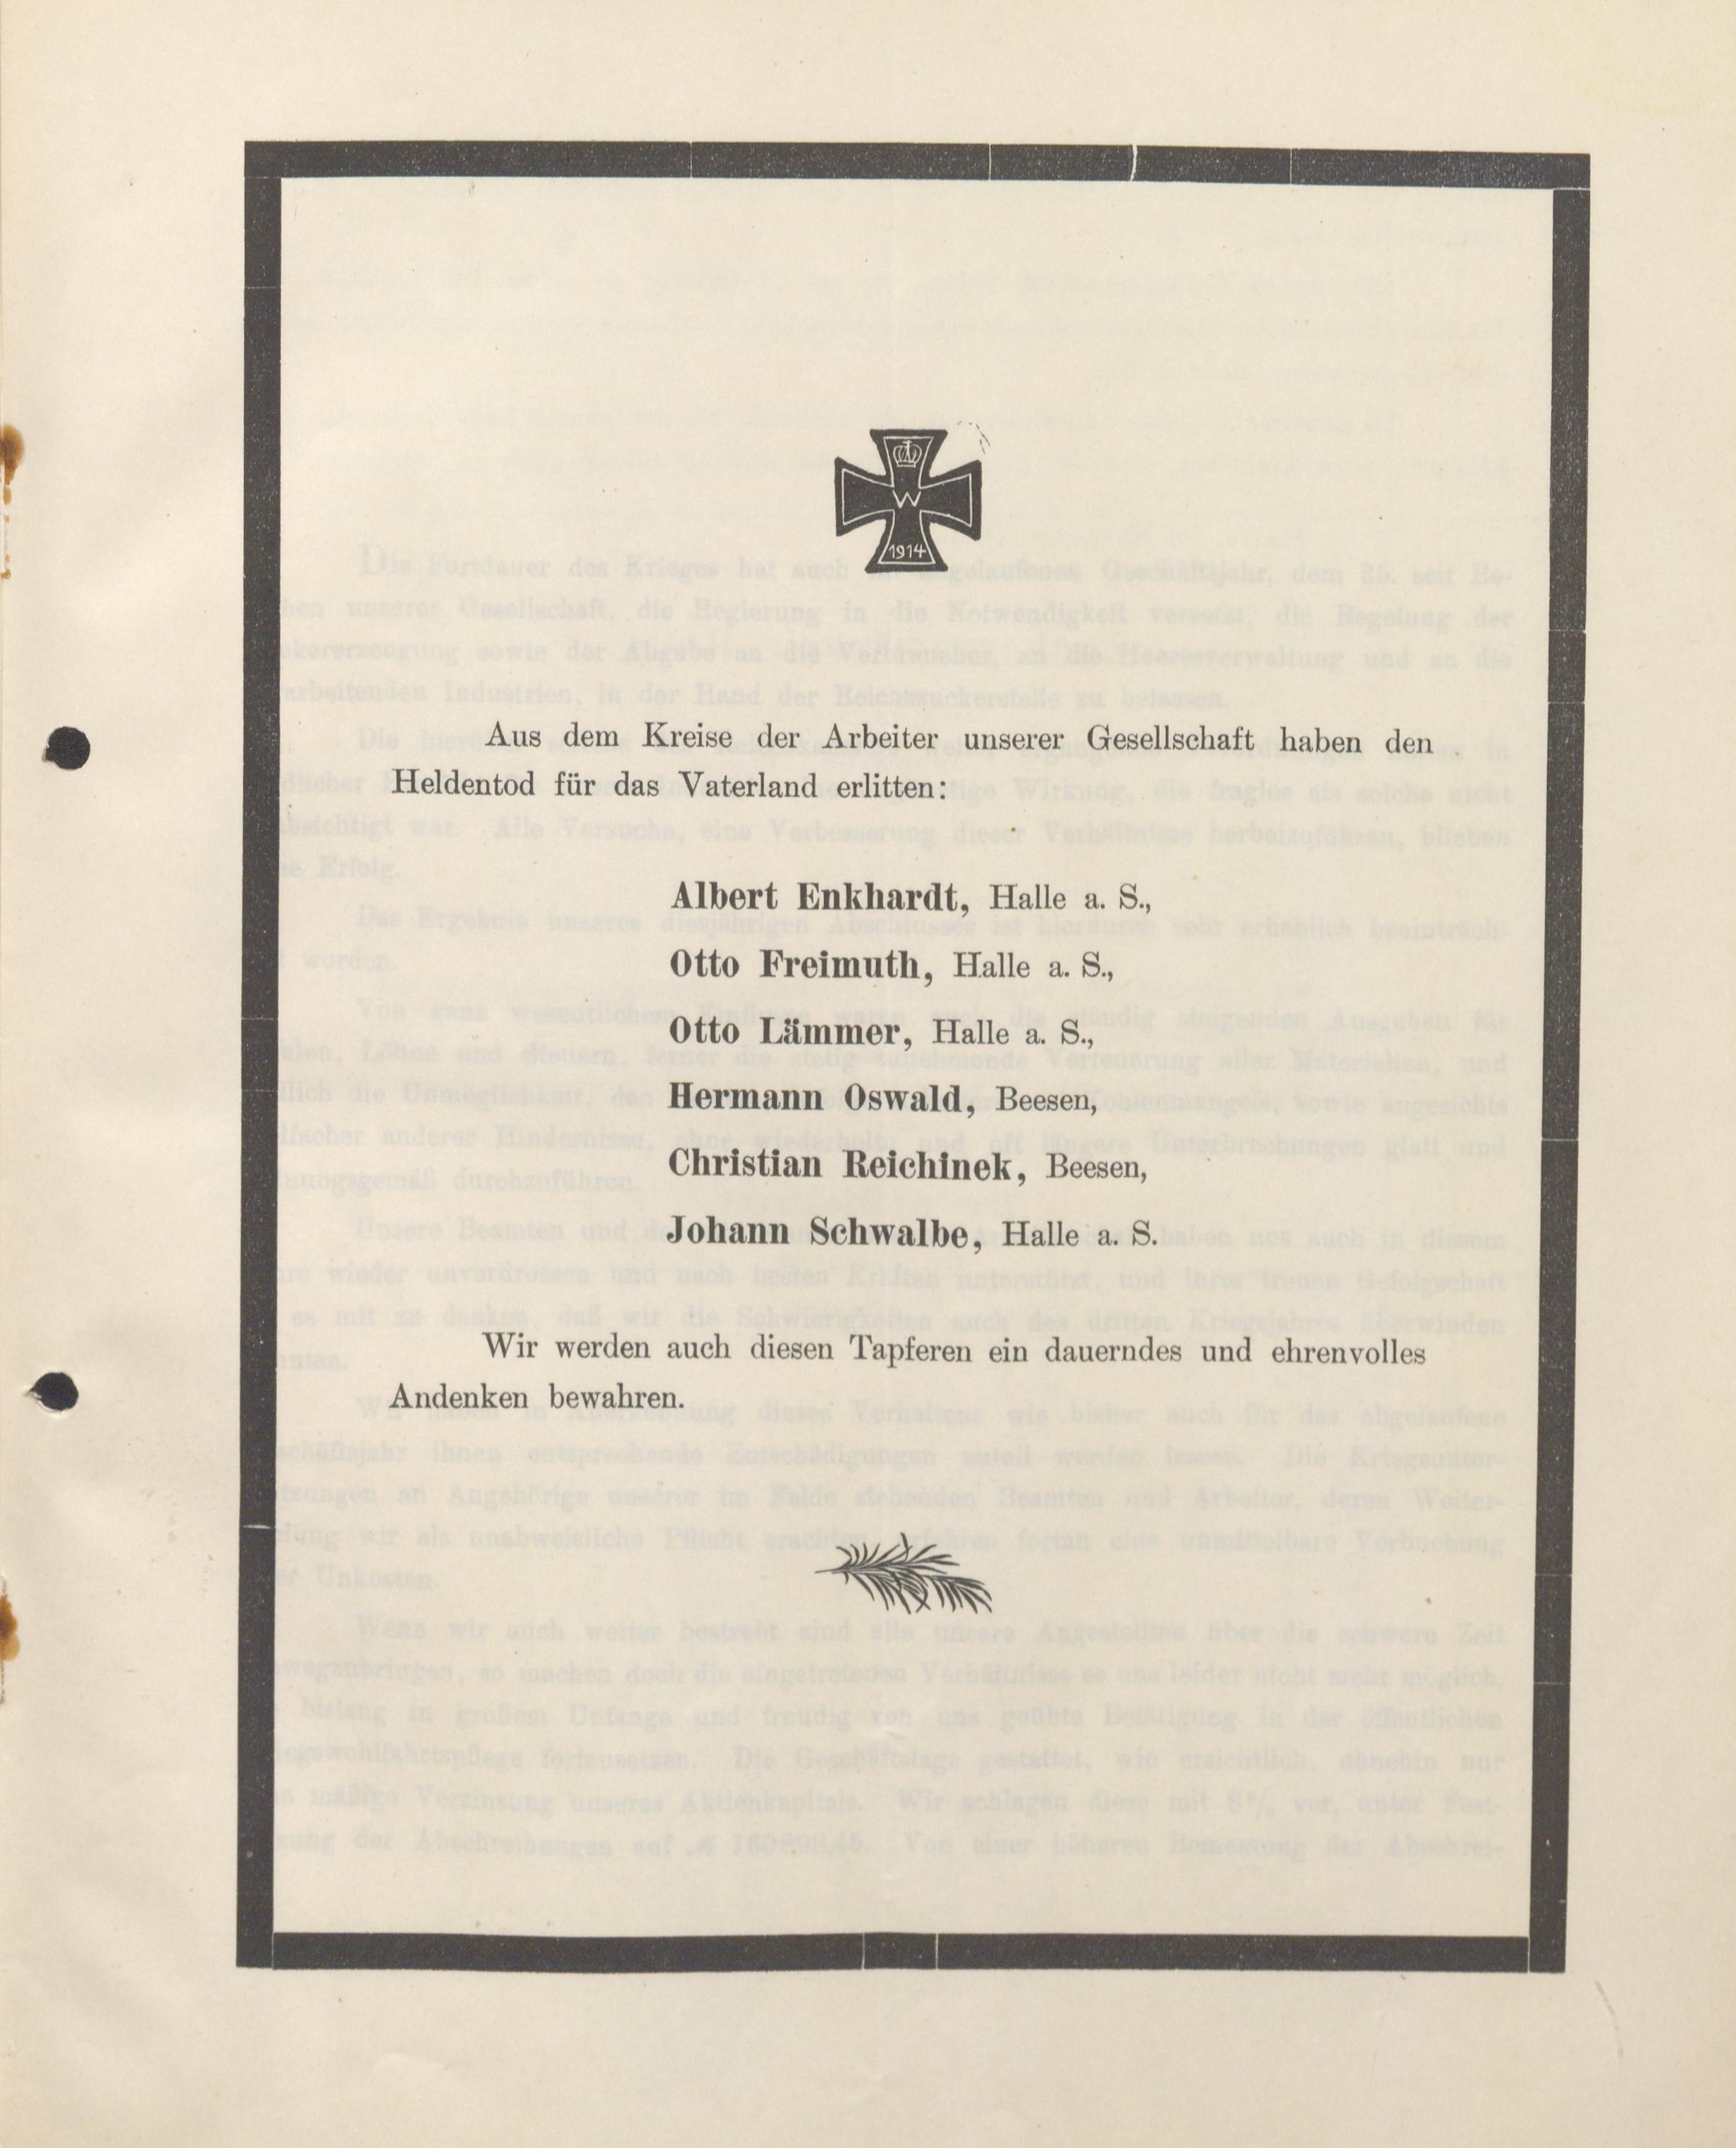 W
1914
Aus dem Kreise der Arbeiter unserer Gesellschaft haben den
Heldentod für das Vaterland erlitten:
Albert Enkhardt, Halle a. S.,
Otto Freimuth, Halle a. S.,
Otto Lämmer, Halle a. S.,
Hermann Oswald, Beesen,
Christian Reichinek, Beesen,
Johann Schwalbe, Halle a. S.
Wir werden auch diesen Tapferen ein dauerndes und ehrenvolles
Andenken bewahren.